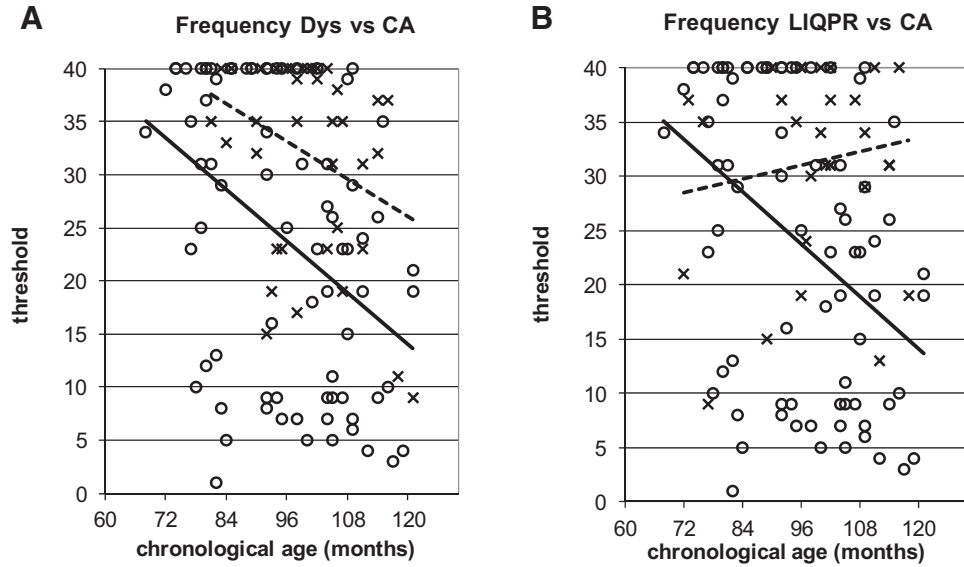 A
Frequency Dys vs CA
40
35
30
25
20
15
10
5
0
threshold
60 72 84 96 108 120
chronological age (months)
B
Frequency LIQPR vs CA
40
35
30
25
20
15
10
5
0
threshold
60 72 84 96 108 120
chronological age (months)